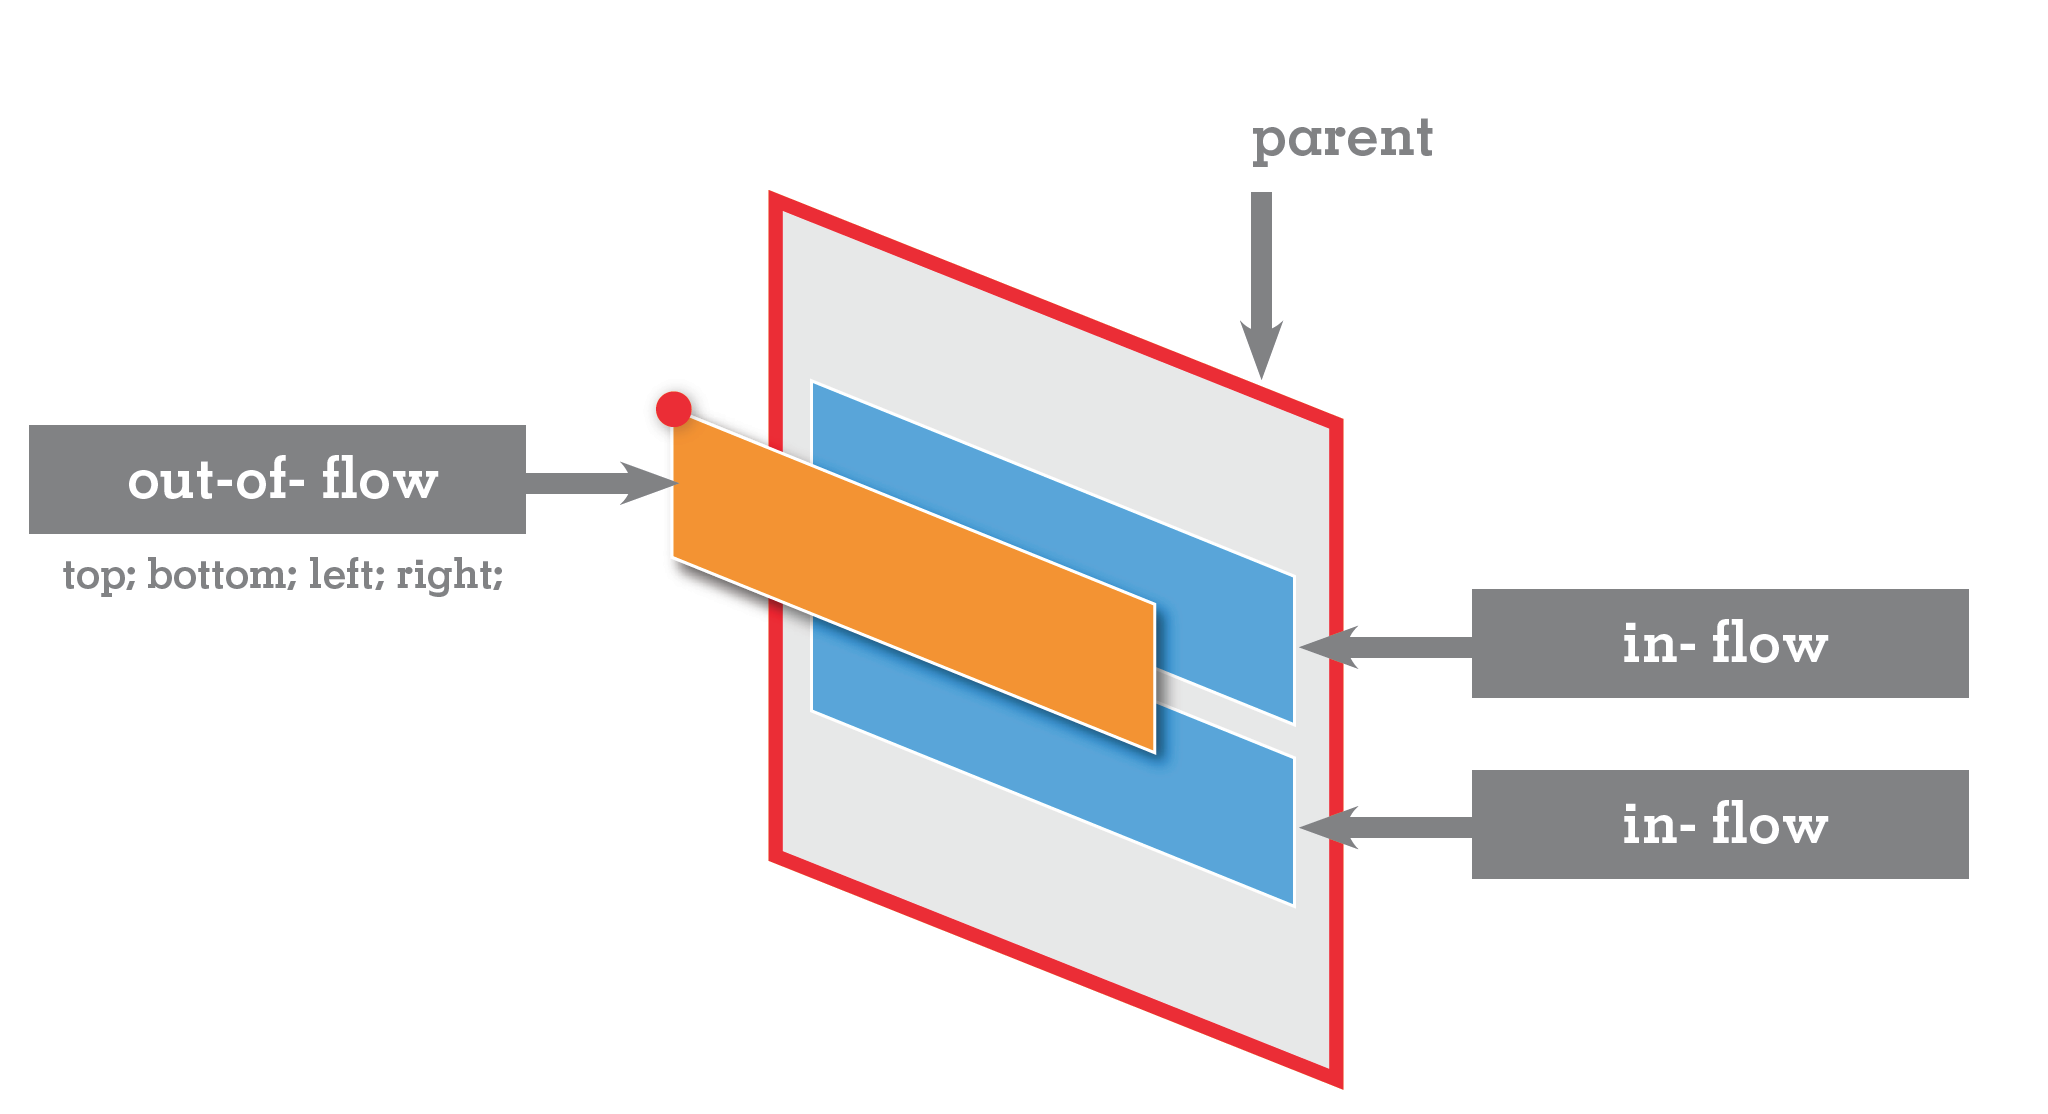 parent
out-of- flow
top; bottom; left; right;
in- flow
in- flow